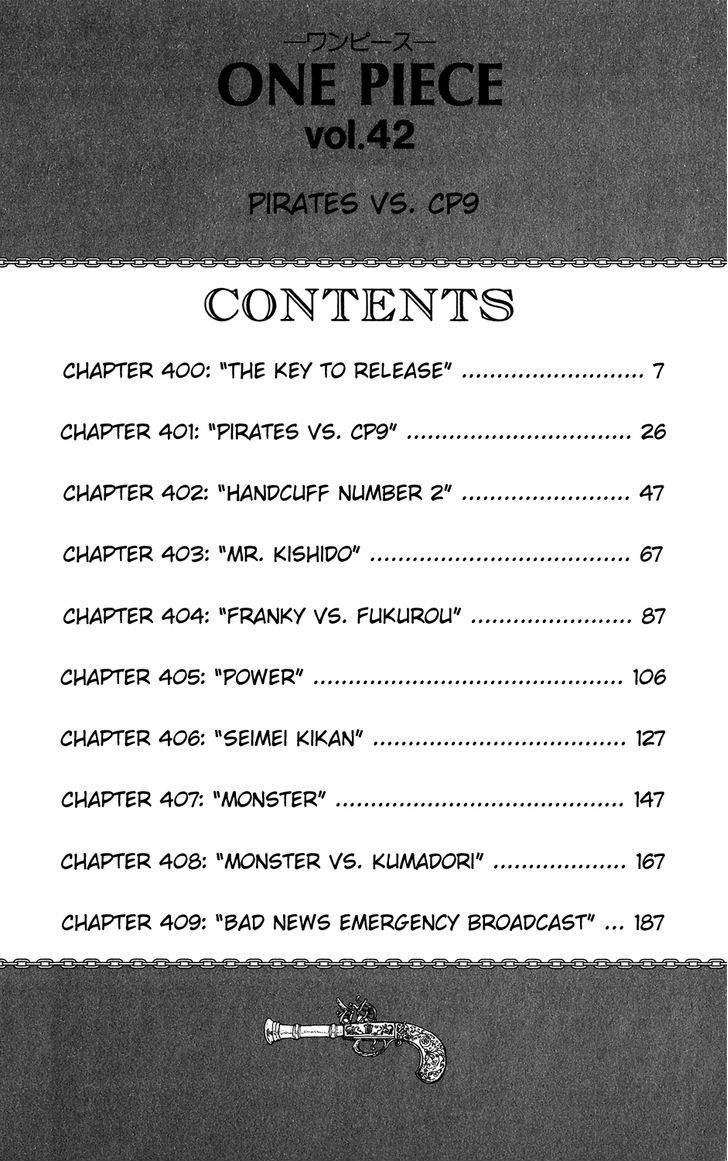 —ワンピース—
ONE PIECE
vol.42
PIRATES VS. CP9
CONTENTS
CHAPTER 400: "THE KEY TO RELEASE" .......................... 7
CHAPTER 401: "PIRATES VS. CP9" ................................ 26
CHAPTER 402: "HANDCUFF NUMBER 2" ........................ 47
CHAPTER 403: "MR. KISHIDO" ..................................... 67
CHAPTER 404: "FRANKY VS. FUKUROU" ....................... 87
CHAPTER 405: "POWER" ............................................ 106
CHAPTER 406: "SEIMEI KIKAN" .................................... 127
CHAPTER 407: "MONSTER" ......................................... 147
CHAPTER 408: "MONSTER VS. KUMADORI" ................... 167
CHAPTER 409: "BAD NEWS EMERGENCY BROADCAST" ... 187